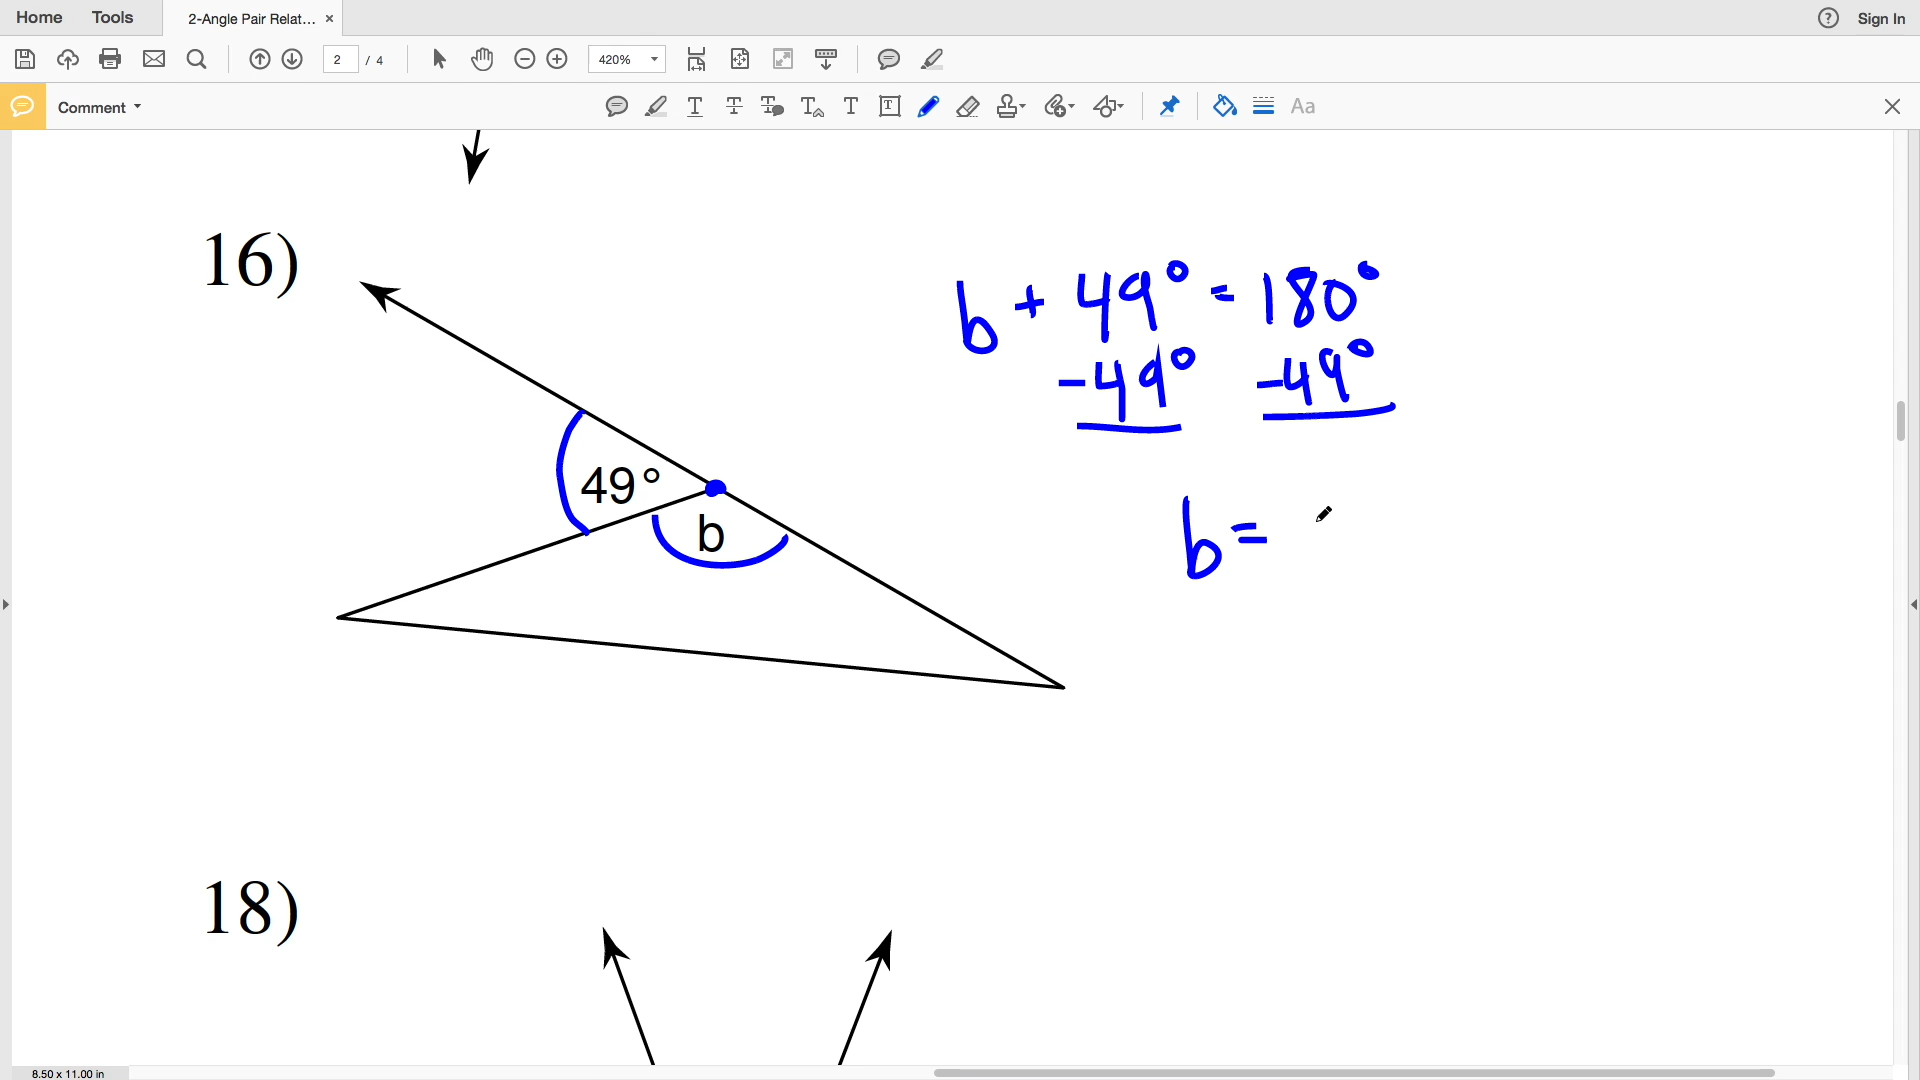 Home Tools 2-Angle Pair Relat... × ? Sign In
2 / 4 420%
Comment T T T T T T Aa
16)
b + 49° = 180°
-49° -49°
49°
b
b =
18)
8.50 x 11.00 in